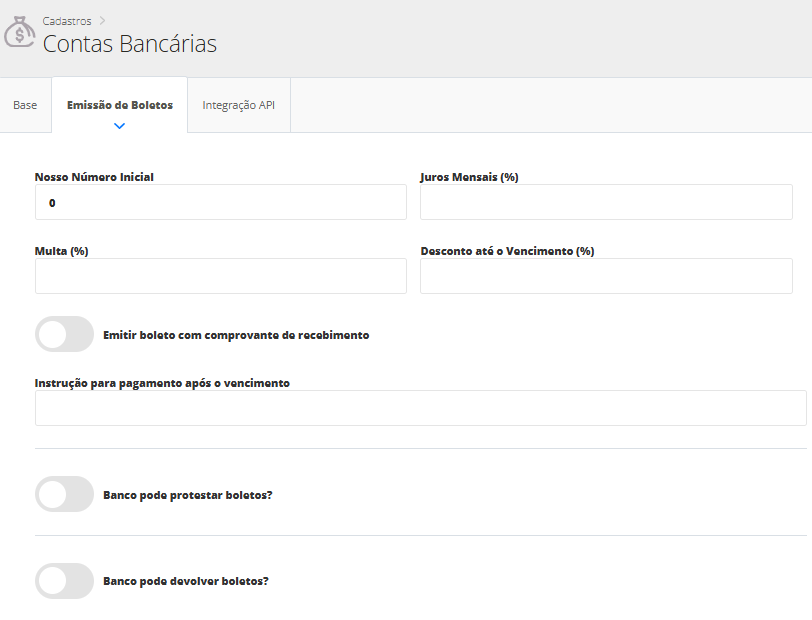 Cadastros >
Contas Bancárias
Base
Emissão de Boletos
Integração API
Nosso Número Inicial
Juros Mensais (%)
0
Multa (%)
Desconto até o Vencimento (%)
Emitir boleto com comprovante de recebimento
Instrução para pagamento após o vencimento
Banco pode protestar boletos?
Banco pode devolver boletos?